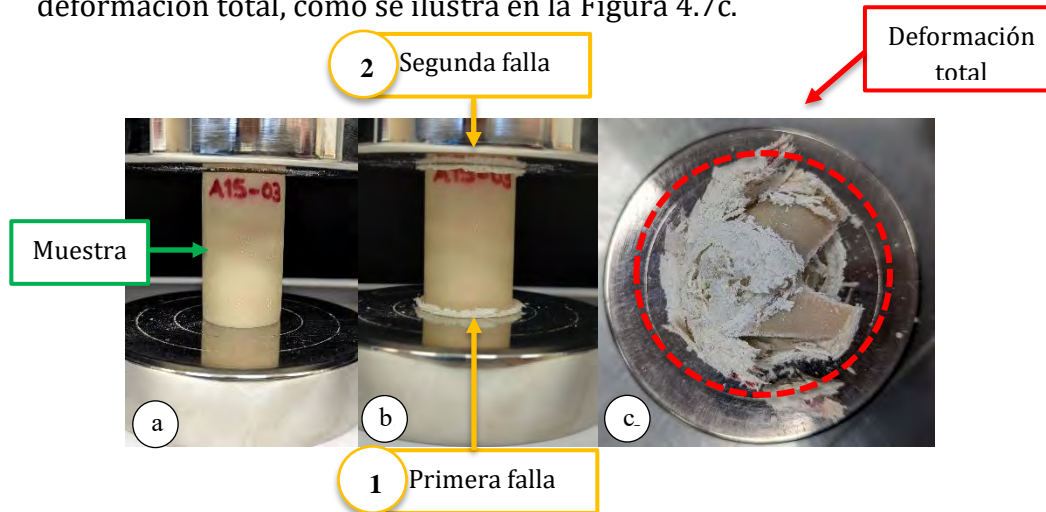 deformación total, como se ilustra en la Figura 4.7c.
2 Segunda falla
Deformación
total
A15-03
A15-03
Muestra
a
b
c
1 Primera falla